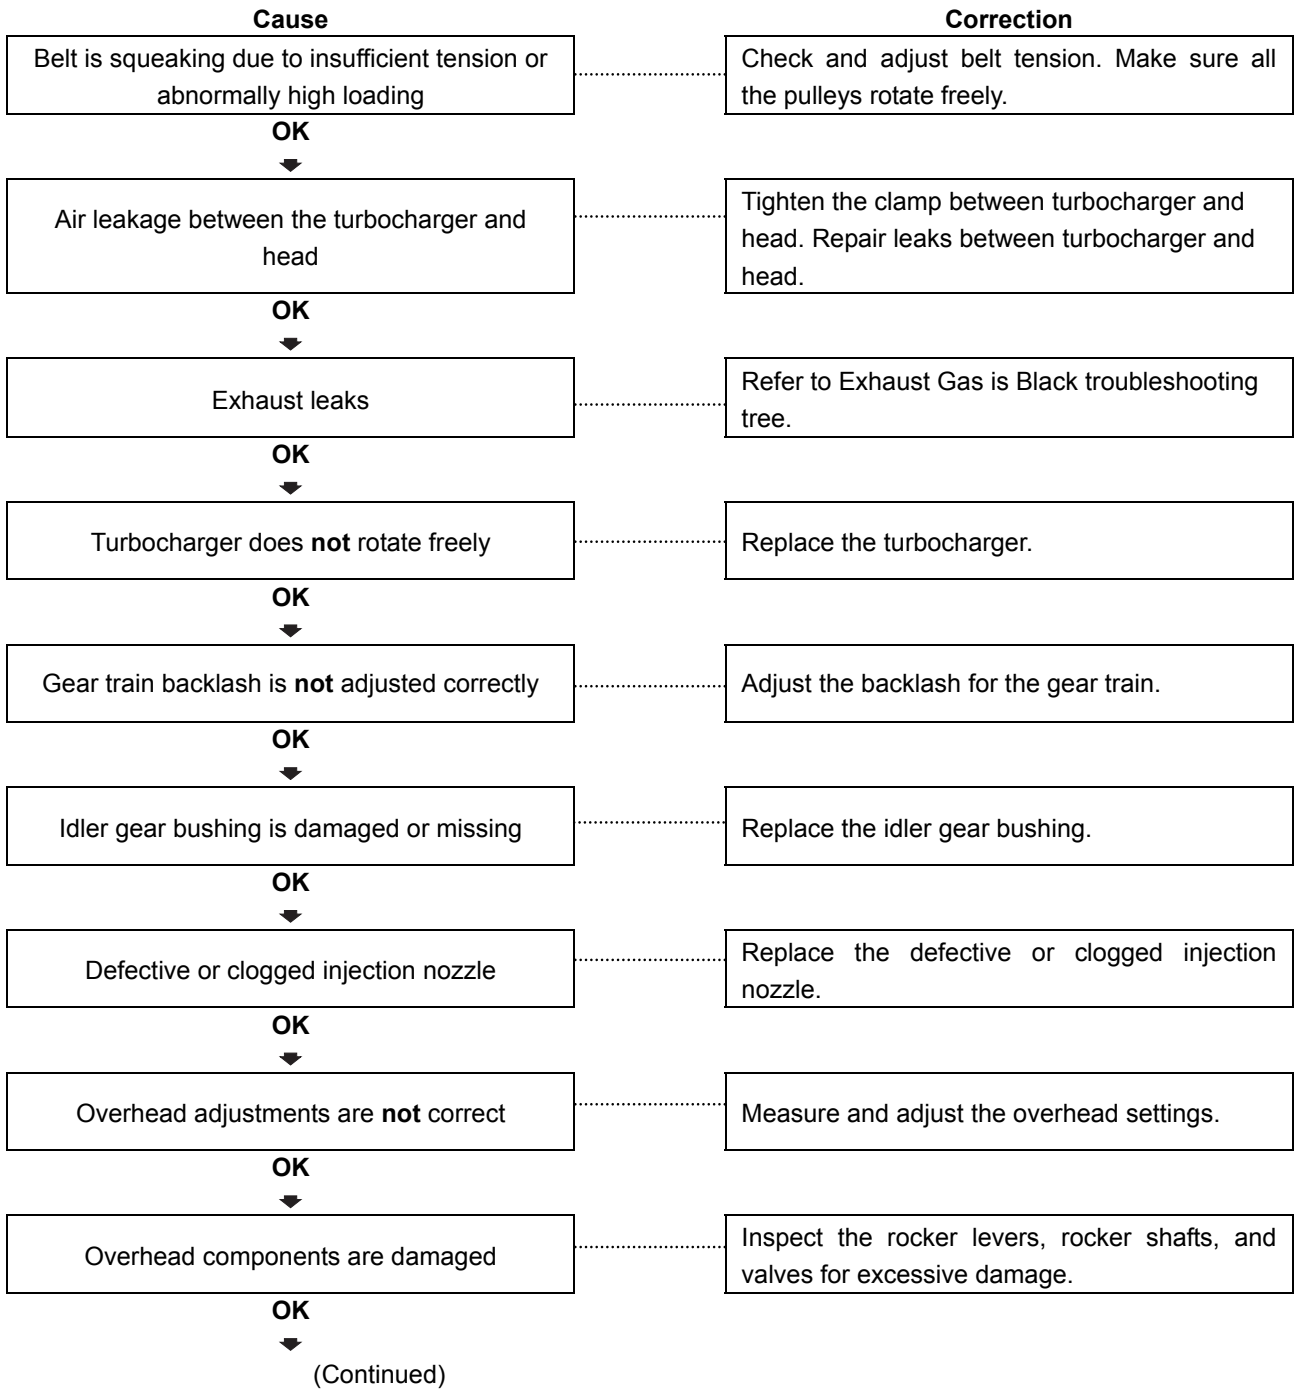 Cause
Correction
Belt is squeaking due to insufficient tension or
abnormally high loading
Check and adjust belt tension. Make sure all
the pulleys rotate freely.
OK
Air leakage between the turbocharger and
head
Tighten the clamp between turbocharger and
head. Repair leaks between turbocharger and
head.
OK
Exhaust leaks
Refer to Exhaust Gas is Black troubleshooting
tree.
OK
Turbocharger does not rotate freely
Replace the turbocharger.
OK
Gear train backlash is not adjusted correctly
Adjust the backlash for the gear train.
OK
Idler gear bushing is damaged or missing
Replace the idler gear bushing.
OK
Defective or clogged injection nozzle
Replace the defective or clogged injection
nozzle.
OK
Overhead adjustments are not correct
Measure and adjust the overhead settings.
OK
Overhead components are damaged
Inspect the rocker levers, rocker shafts, and
valves for excessive damage.
OK
(Continued)